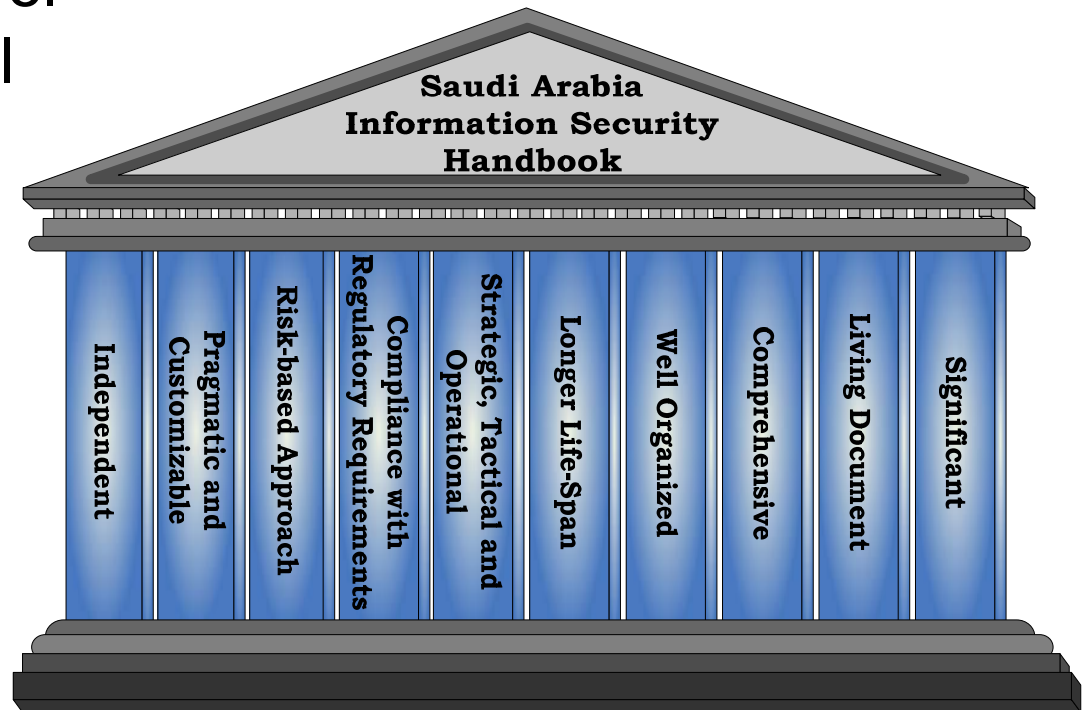 Saudi Arabia
Information Security
Handbook
Independent
Pragmatic and
Customizable
Risk-based Approach
Compliance with
Regulatory Requirements
Strategic, Tactical and
Operational
Longer Life-Span
Well Organized
Comprehensive
Living Document
Significant